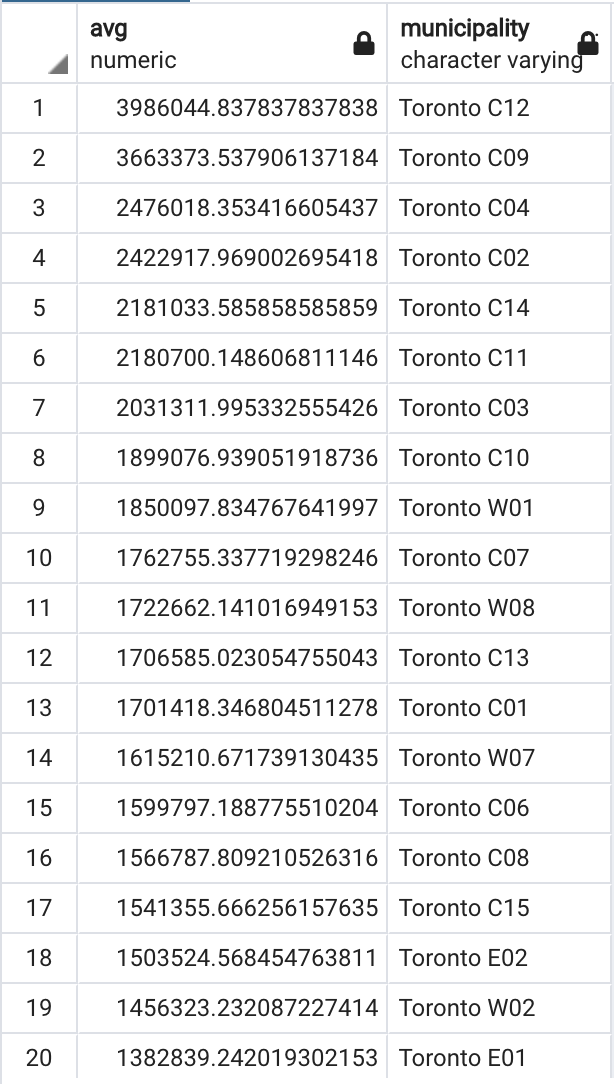 avg municipality
numeric character varying
1 3986044.837837837838 Toronto C12
2 3663373.537906137184 Toronto C09
3 2476018.353416605437 Toronto C04
4 2422917.969002695418 Toronto C02
5 2181033.585858585859 Toronto C14
6 2180700.148606811146 Toronto C11
7 2031311.995332555426 Toronto C03
8 1899076.939051918736 Toronto C10
9 1850097.834767641997 Toronto W01
10 1762755.337719298246 Toronto C07
11 1722662.141016949153 Toronto W08
12 1706585.023054755043 Toronto C13
13 1701418.346804511278 Toronto C01
14 1615210.671739130435 Toronto W07
15 1599797.188775510204 Toronto C06
16 1566787.809210526316 Toronto C08
17 1541355.666256157635 Toronto C15
18 1503524.568454763811 Toronto E02
19 1456323.232087227414 Toronto W02
20 1382839.242019302153 Toronto E01